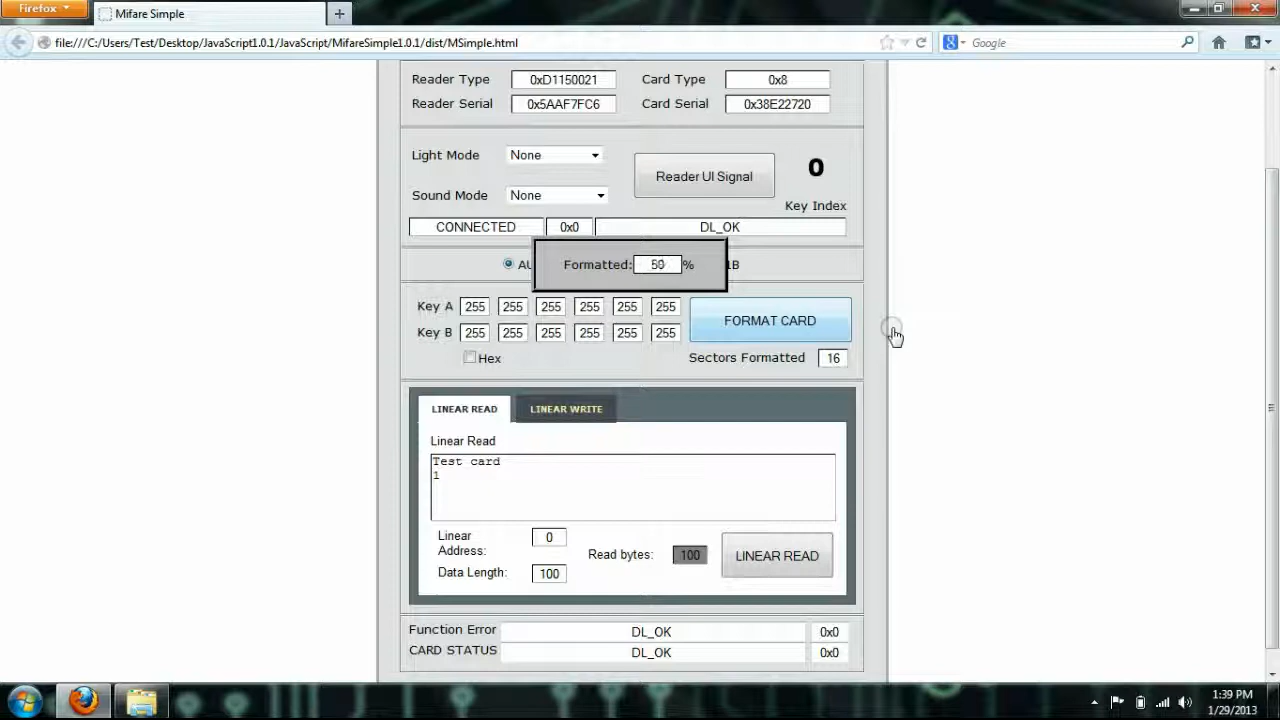 Firefox
Mifare Simple
file:///C:/Users/Test/Desktop/JavaScript1.0.1/JavaScript/MifareSimple1.0.1/dist/MSimple.html
Google
Reader Type 0xD1150021 Card Type 0x8
Reader Serial 0x5AAF7FC6 Card Serial 0x38E22720
Light Mode None
Reader UI Signal
0
Sound Mode None
Key Index
CONNECTED 0x0 DL_OK
AU Formatted: % 1B
Key A 255 255 255 255 255 255
FORMAT CARD
Key B 255 255 255 255 255 255
Hex Sectors Formatted 16
LINEAR READ LINEAR WRITE
Linear Read
Test card
1
Linear
Address: 0
Read bytes: 100 LINEAR READ
Data Length: 100
Function Error DL_OK 0x0
CARD STATUS DL_OK 0x0
1:39 PM
1/29/2013